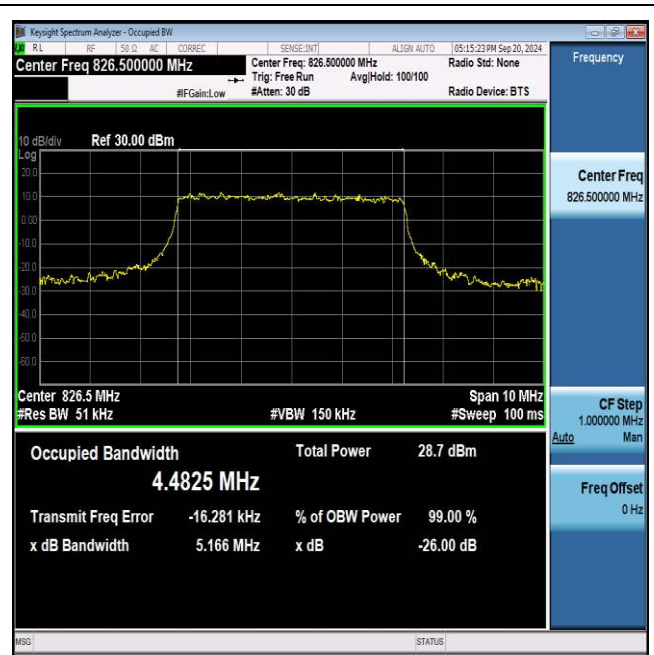 Keysight Spectrum Analyzer - Occupied BW
RL RF 50 Ω AC CORREC SENSE:INT ALIGN AUTO 05:15:23 PM Sep 20, 2024
Center Freq 826.500000 MHz Center Freq: 826.500000 MHz Radio Std: None Frequency
Trig: Free Run Avg|Hold: 100/100
#IFGain:Low #Atten: 30 dB Radio Device: BTS
10 dB/div Ref 30.00 dBm
Log
20.0
10.0
0.00
-10.0
-20.0
-30.0
-40.0
-50.0
-60.0
Center 826.5 MHz Span 10 MHz
#Res BW 51 kHz #VBW 150 kHz #Sweep 100 ms
Occupied Bandwidth Total Power 28.7 dBm
4.4825 MHz
Transmit Freq Error -16.281 kHz % of OBW Power 99.00 %
x dB Bandwidth 5.166 MHz x dB -26.00 dB
MSG STATUS
Center Freq
826.500000 MHz
CF Step
1.000000 MHz
Auto Man
Freq Offset
0 Hz